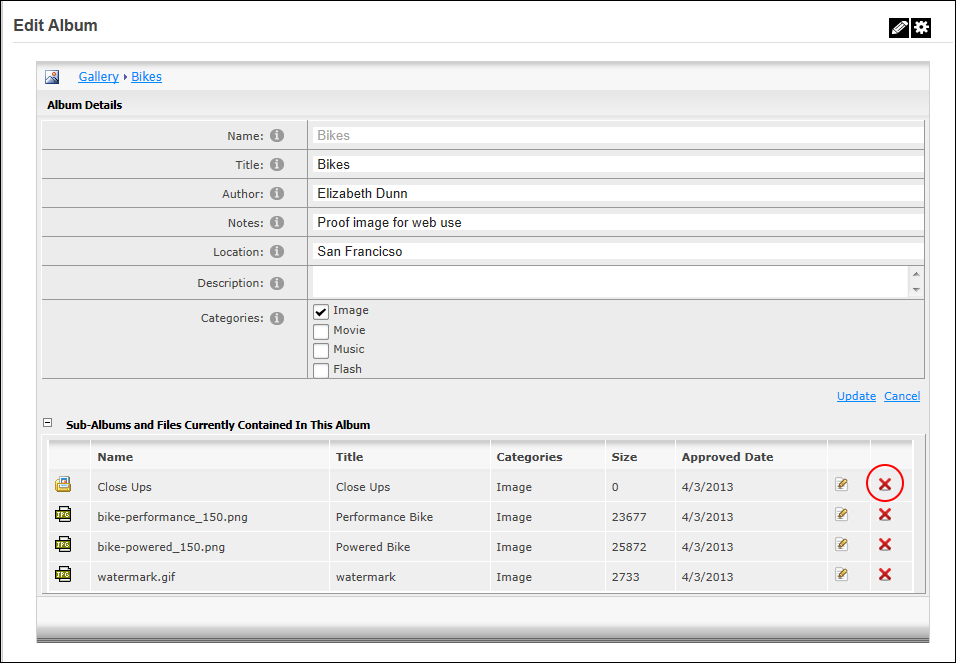 Edit Album
Gallery Bikes
Album Details
Name: Bikes
Title: Bikes
Author: Elizabeth Dunn
Notes: Proof image for web use
Location: San Francicso
Description:
Categories: Image
Movie
Music
Flash
Update Cancel
Sub-Albums and Files Currently Contained In This Album
Name Title Categories Size Approved Date
Close Ups Close Ups Image 0 4/3/2013
JPG bike-performance_150.png Performance Bike Image 23677 4/3/2013
JPG bike-powered_150.png Powered Bike Image 25872 4/3/2013
JPG watermark.gif watermark Image 2733 4/3/2013